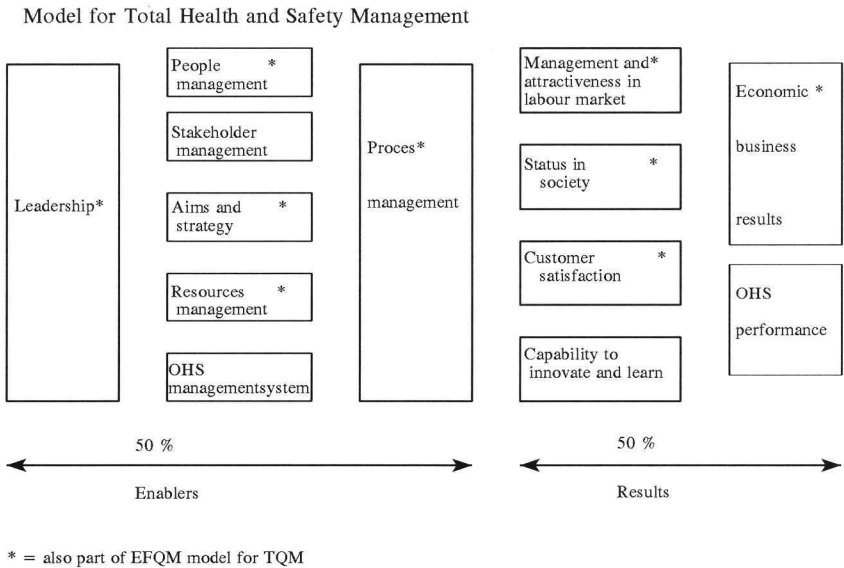 Model for Total Health and Safety Management
Leadership*
People *
management
Stakeholder
management
Aims and *
strategy
Resources *
management
OHS
managementsystem
Proces*
management
Management and*
attractiveness in
labour market
Status in *
society
Customer *
satisfaction
Capability to
innovate and learn
Economic *
business
results
OHS
performance
50 %
Enablers
50 %
Results
* = also part of EFQM model for TQM